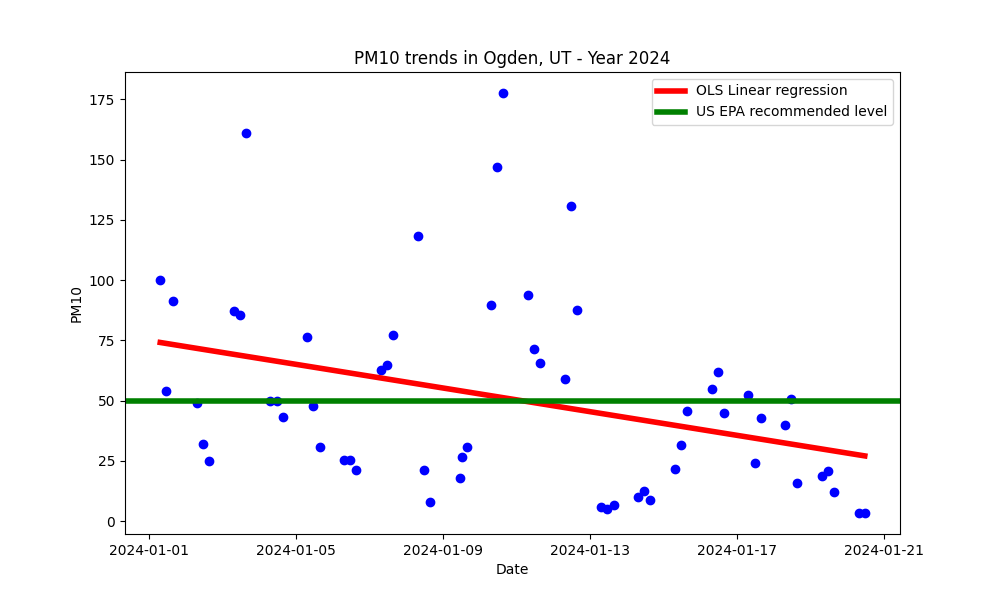 PM10 trends in Ogden, UT - Year 2024
OLS Linear regression
US EPA recommended level
175
150
125
100
75
50
25
0
PM10
2024-01-01
2024-01-05
2024-01-09
2024-01-13
2024-01-17
2024-01-21
Date